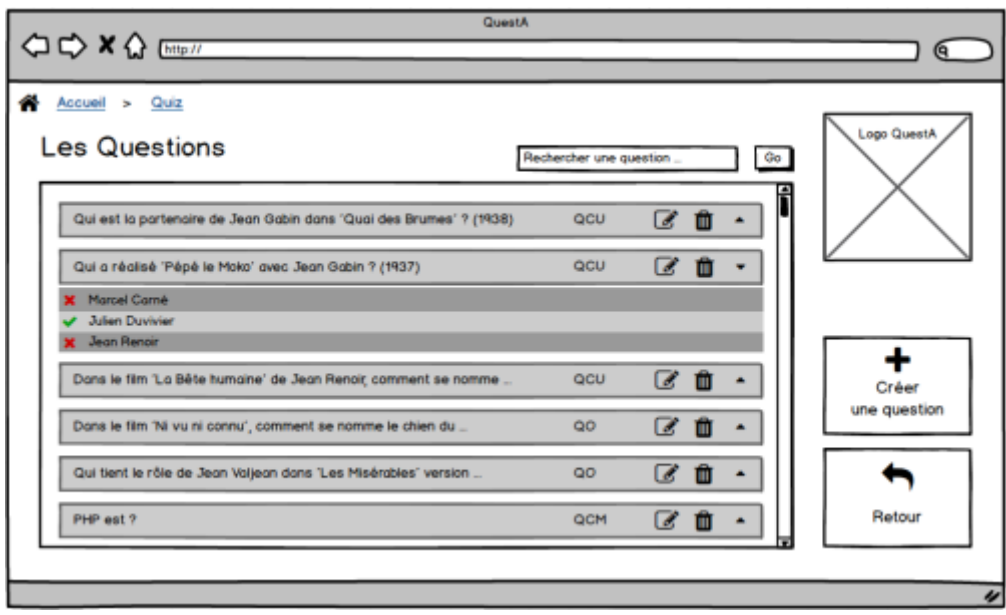 QuestA
http://
Accueil > Quiz
Les Questions
Rechercher une question ...
Go
Logo QuestA
Qui est la partenaire de Jean Gabin dans 'Quai des Brumes' ? (1938) QCU
Qui a réalisé 'Pépé le Moko' avec Jean Gabin ? (1937) QCU
Marcel Carné
Julien Duvivier
Jean Renoir
Dans le film 'La Bête humaine' de Jean Renoir, comment se nomme ... QCU
Dans le film 'Ni vu ni connu', comment se nomme le chien du ... QO
Qui tient le rôle de Jean Valjean dans 'Les Misérables' version ... QO
PHP est ? QCM
Créer
une question
Retour